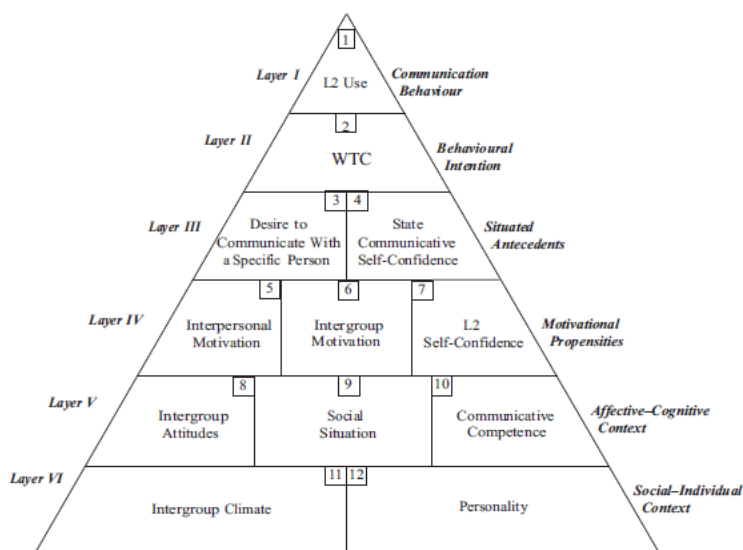 1
Layer I
L2 Use
Communication
Behaviour
2
Layer II
WTC
Behavioural
Intention
3 4
Layer III
Desire to
Communicate With
a Specific Person
State
Communicative
Self-Confidence
Situated
Antecedents
5 6 7
Layer IV
Interpersonal
Motivation
Intergroup
Motivation
L2
Self-Confidence
Motivational
Propensities
8 9 10
Layer V
Intergroup
Attitudes
Social
Situation
Communicative
Competence
Affective–Cognitive
Context
11 12
Layer VI
Intergroup Climate
Personality
Social–Individual
Context